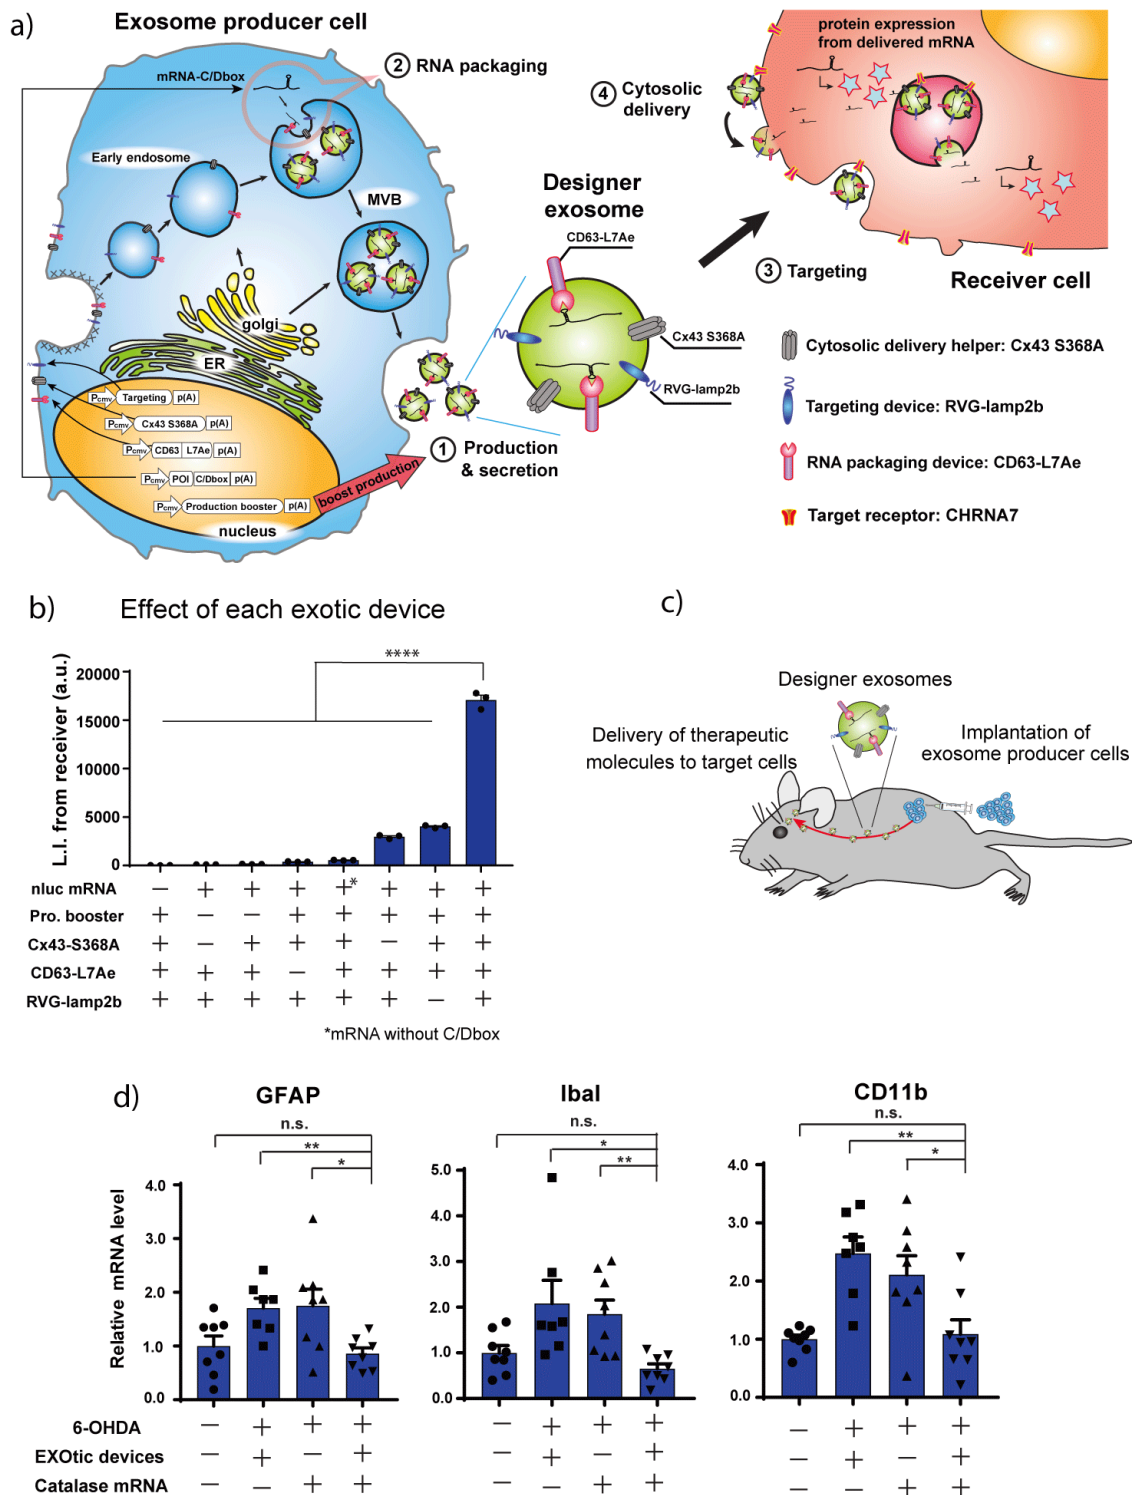 a)
Exosome producer cell
mRNA-C/Dbox
2 RNA packaging
Early endosome
MVB
golgi
ER
Pcmv Targeting p(A)
Pcmv Cx43 S368A p(A)
Pcmv CD63 L7Ae p(A)
Pcmv POI C/Dbox p(A)
Pcmv Production booster p(A)
nucleus
boost production
1 Production
& secretion
Designer
exosome
CD63-L7Ae
Cx43 S368A
RVG-lamp2b
protein expression
from delivered mRNA
4 Cytosolic
delivery
3 Targeting
Receiver cell
Cytosolic delivery helper: Cx43 S368A
Targeting device: RVG-lamp2b
RNA packaging device: CD63-L7Ae
Target receptor: CHRNA7
b)
Effect of each exotic device
L.I. from receiver (a.u.)
20000
15000
10000
5000
0
****
nluc mRNA − + + + +* + + +
Pro. booster + − − + + + + +
Cx43-S368A + − + + + − + +
CD63-L7Ae + + + − + + + +
RVG-lamp2b + + + + + + − +
*mRNA without C/Dbox
c)
Designer exosomes
Delivery of therapeutic
molecules to target cells
Implantation of
exosome producer cells
d)
GFAP
n.s.
**
*
Relative mRNA level
4.0
3.0
2.0
1.0
0.0
Ibal
n.s.
*
**
5.0
4.0
3.0
2.0
1.0
0.0
CD11b
n.s.
**
*
4.0
3.0
2.0
1.0
0.0
6-OHDA − + + + − + + + − + + +
EXOtic devices − + − + − + − + − + − +
Catalase mRNA − − + + − − + + − − + +